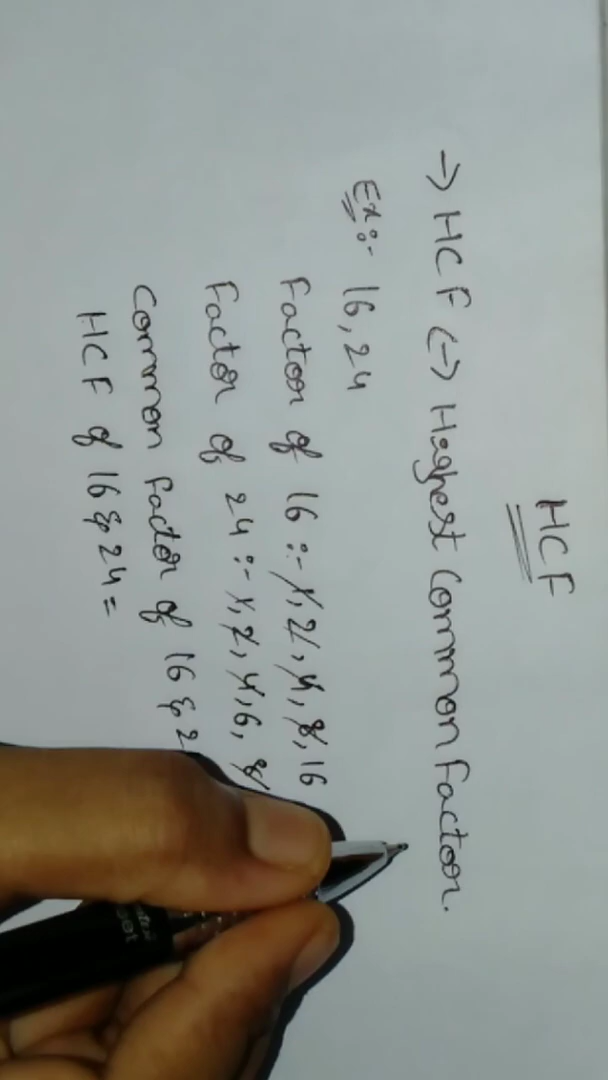 HCF
→ HCF (→ Highest Common Factor.
Ex:- 16, 24
Factor of 16 :- 1, 2, 4, 8, 16
Factor of 24 :- 1, 2, 4, 6, 8
Common Factor of 16 & 2
HCF of 16 & 24 =